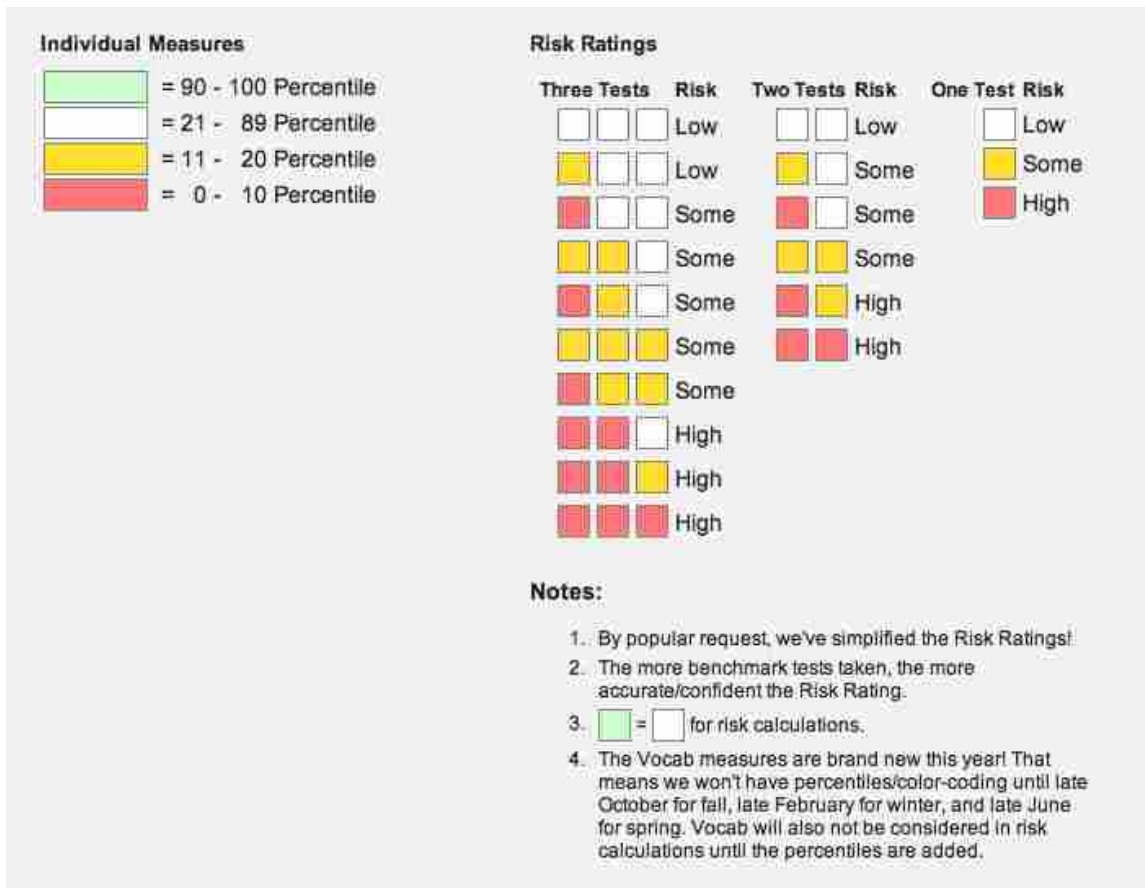 Individual Measures
= 90 - 100 Percentile
= 21 - 89 Percentile
= 11 - 20 Percentile
= 0 - 10 Percentile
Risk Ratings
Three Tests Risk
Low
Low
Some
Some
Some
Some
Some
High
High
High
Two Tests Risk
Low
Some
Some
Some
High
High
One Test Risk
Low
Some
High
Notes:
1. By popular request, we've simplified the Risk Ratings!
2. The more benchmark tests taken, the more
accurate/confident the Risk Rating.
3. = for risk calculations.
4. The Vocab measures are brand new this year! That
means we won't have percentiles/color-coding until late
October for fall, late February for winter, and late June
for spring. Vocab will also not be considered in risk
calculations until the percentiles are added.